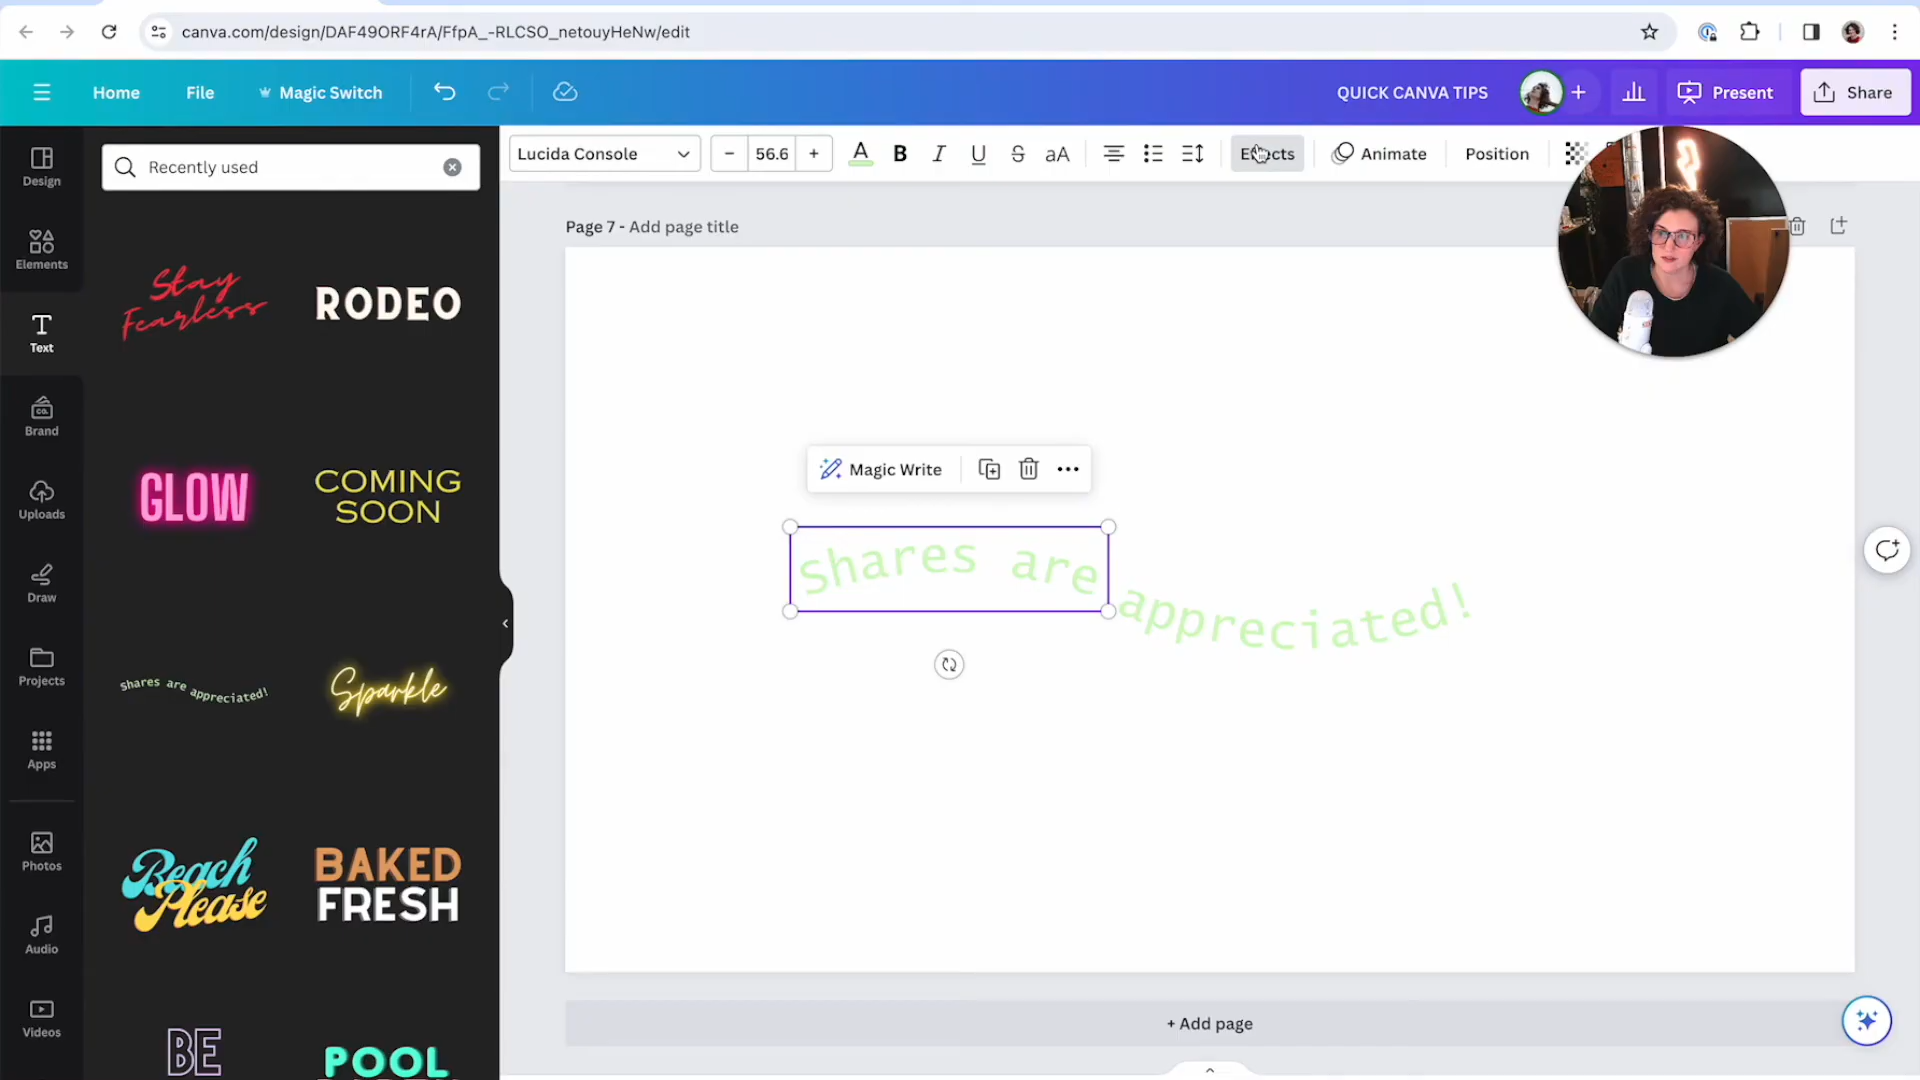 canva.com/design/DAF49ORF4rA/FfpA_-RLCSO_netouyHeNw/edit
Home File Magic Switch QUICK CANVA TIPS Present Share
Lucida Console 56.6 A B I U S aA Effects Animate Position
Design
Elements
Text
Brand
Uploads
Draw
Projects
Apps
Photos
Audio
Videos
Recently used
Stay
Fearless
RODEO
GLOW
COMING
SOON
Shares are appreciated!
Sparkle
Beach
Please
BAKED
FRESH
BE
POOL
Page 7 - Add page title
Magic Write
Shares are appreciated!
+ Add page